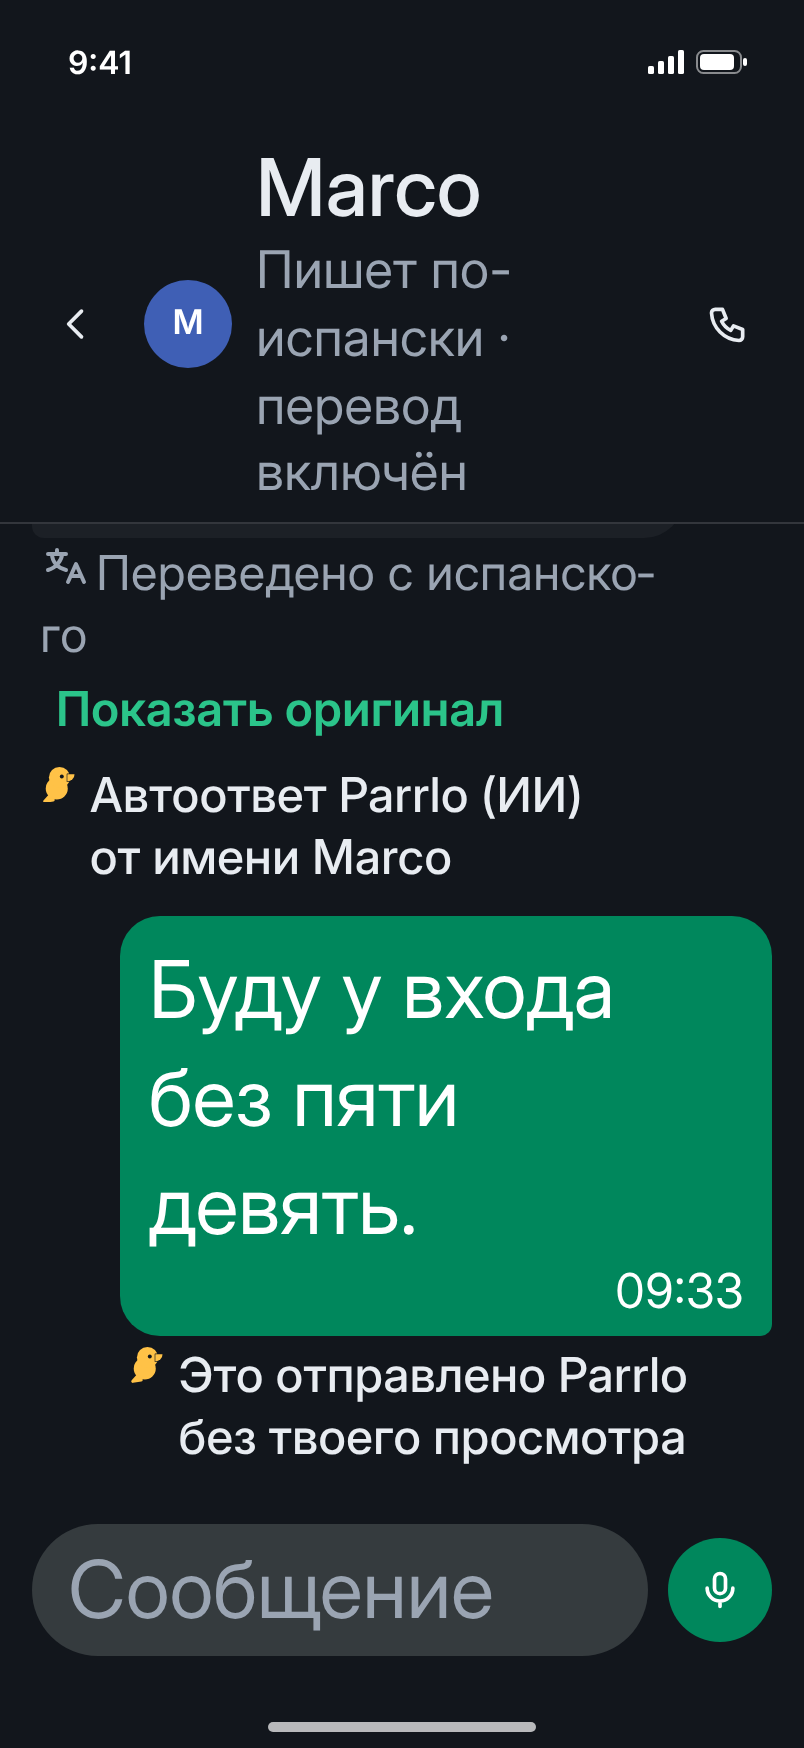 9:41
Marco
M
Пишет по-
испански ·
перевод
включён
Переведено с испанско-
го
Показать оригинал
Автоответ Parrlo (ИИ)
от имени Marco
Буду у входа
без пяти
девять.
09:33
Это отправлено Parrlo
без твоего просмотра
Сообщение